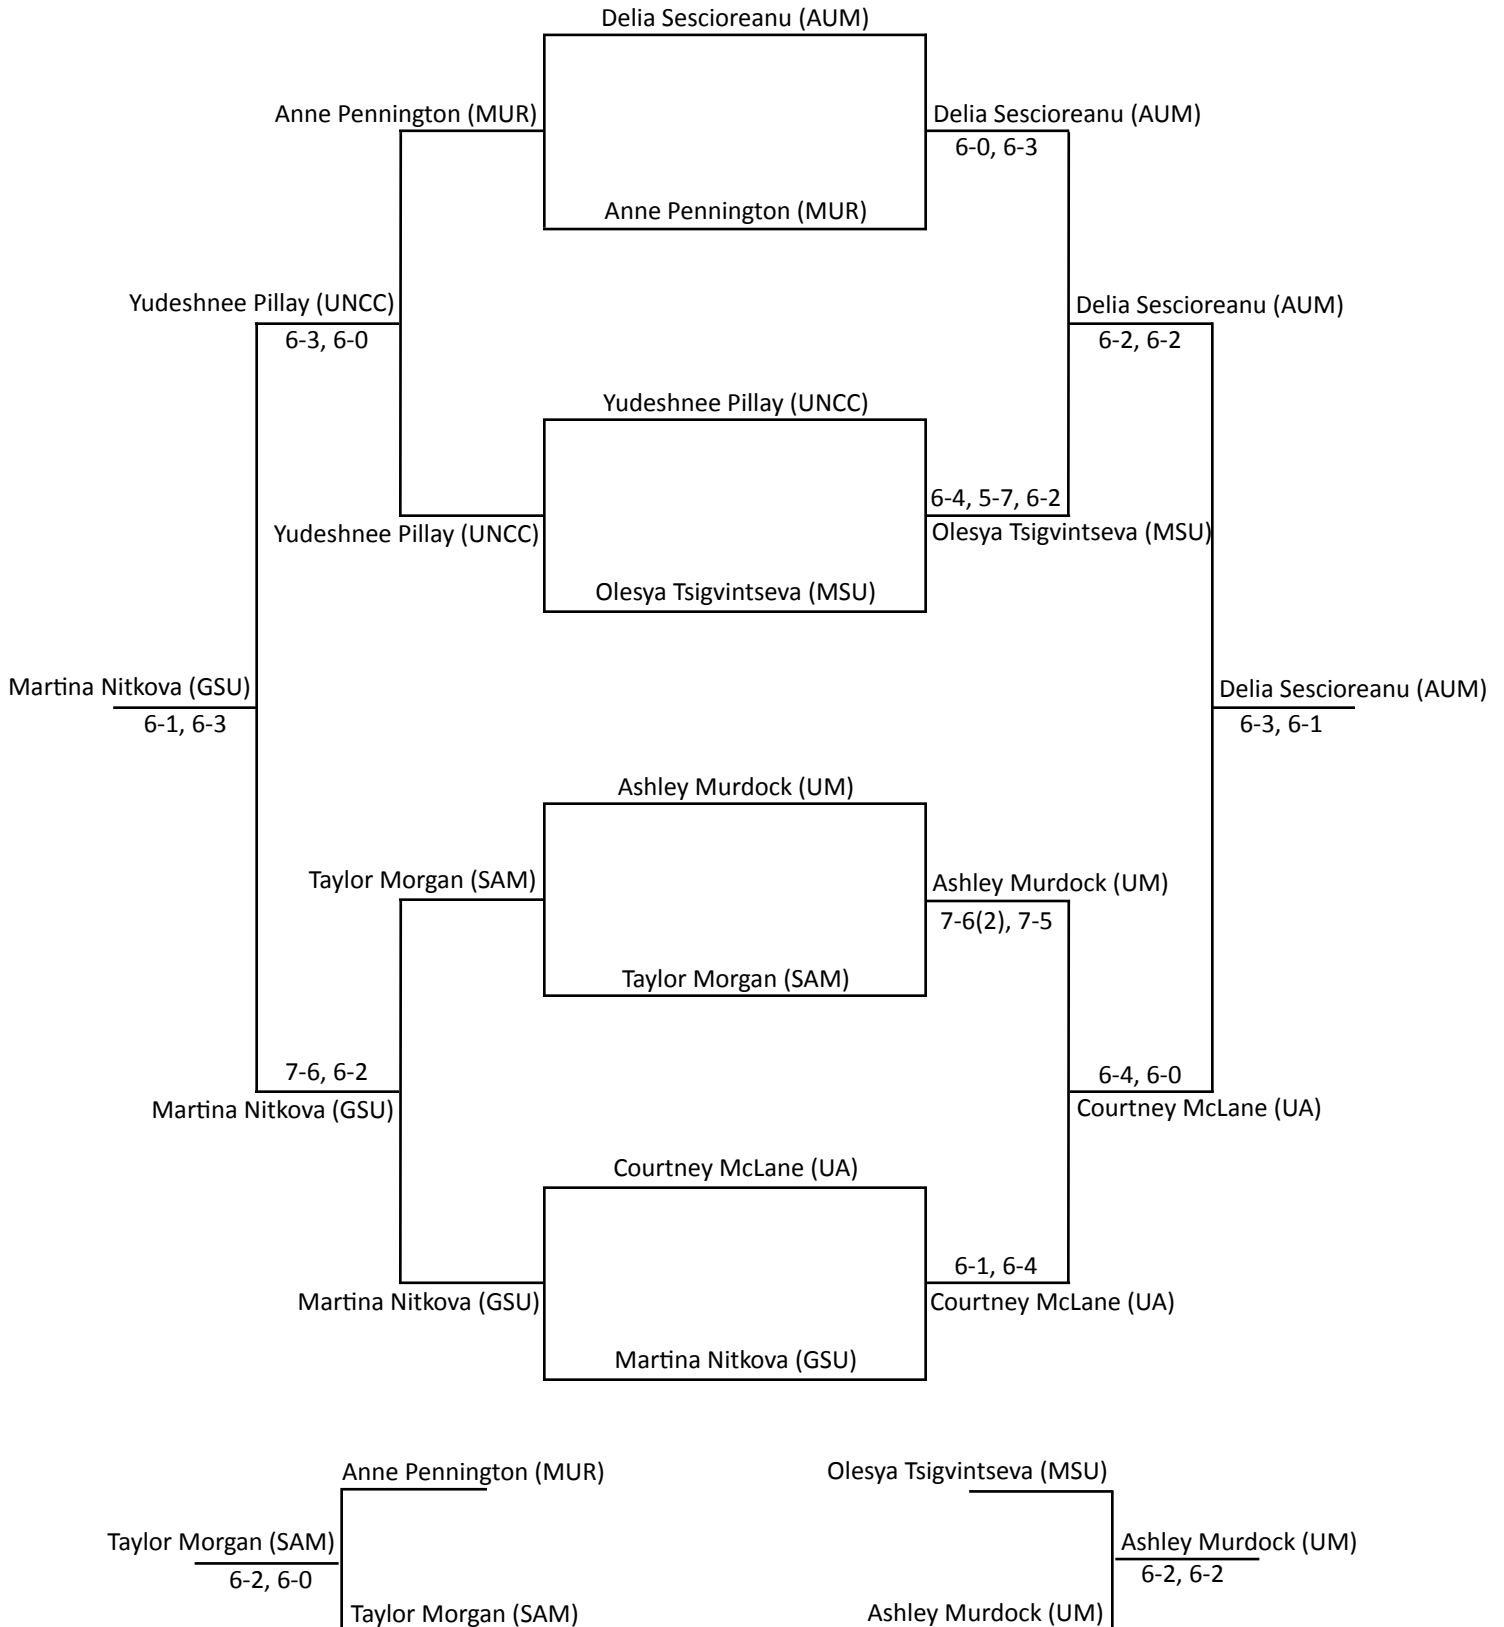 Delia Sescioreanu (AUM)
Anne Pennington (MUR)
Delia Sescioreanu (AUM)
6-0, 6-3
Anne Pennington (MUR)
Yudeshnee Pillay (UNCC)
6-3, 6-0
Delia Sescioreanu (AUM)
6-2, 6-2
Yudeshnee Pillay (UNCC)
6-4, 5-7, 6-2
Yudeshnee Pillay (UNCC)
Olesya Tsigvintseva (MSU)
Olesya Tsigvintseva (MSU)
Martina Nitkova (GSU)
6-1, 6-3
Delia Sescioreanu (AUM)
6-3, 6-1
Ashley Murdock (UM)
Taylor Morgan (SAM)
Ashley Murdock (UM)
7-6(2), 7-5
Taylor Morgan (SAM)
7-6, 6-2
Martina Nitkova (GSU)
6-4, 6-0
Courtney McLane (UA)
Courtney McLane (UA)
6-1, 6-4
Martina Nitkova (GSU)
Courtney McLane (UA)
Martina Nitkova (GSU)
Anne Pennington (MUR)
Taylor Morgan (SAM)
6-2, 6-0
Taylor Morgan (SAM)
Olesya Tsigvintseva (MSU)
Ashley Murdock (UM)
6-2, 6-2
Ashley Murdock (UM)